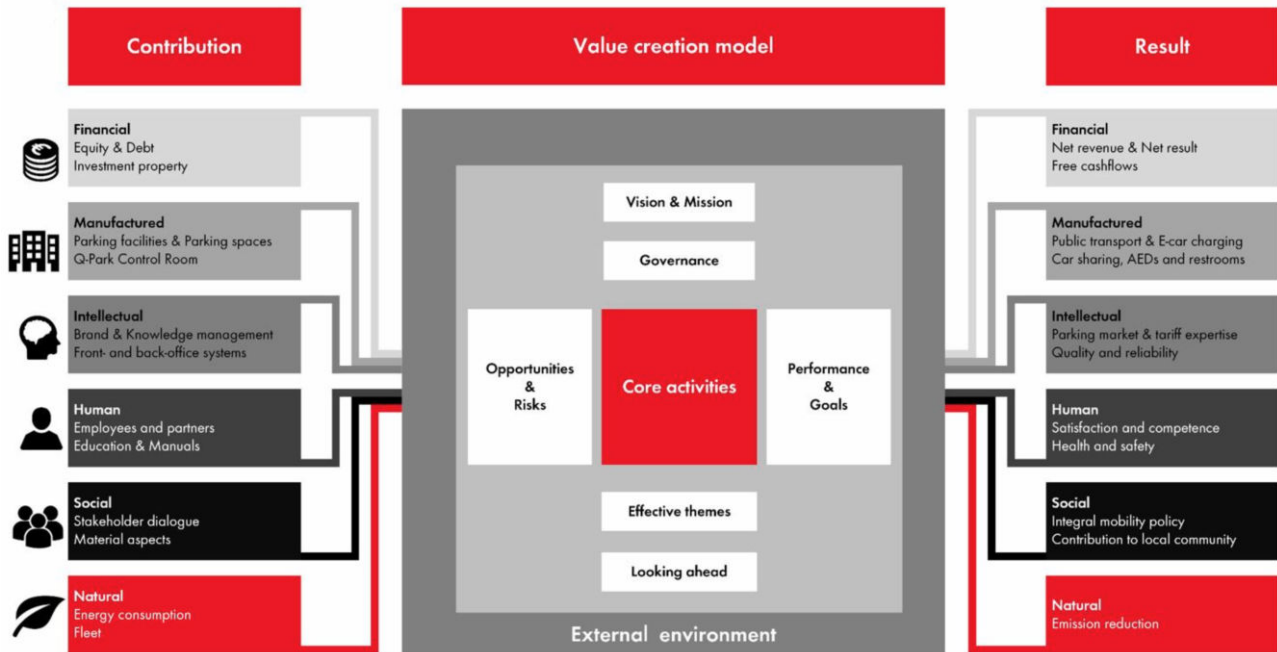 Contribution
Value creation model
Result
Financial
Equity & Debt
Investment property
Manufactured
Parking facilities & Parking spaces
Q-Park Control Room
Intellectual
Brand & Knowledge management
Front- and back-office systems
Human
Employees and partners
Education & Manuals
Social
Stakeholder dialogue
Material aspects
Natural
Energy consumption
Fleet
Vision & Mission
Governance
Opportunities
&
Risks
Core activities
Performance
&
Goals
Effective themes
Looking ahead
External environment
Financial
Net revenue & Net result
Free cashflows
Manufactured
Public transport & E-car charging
Car sharing, AEDs and restrooms
Intellectual
Parking market & tariff expertise
Quality and reliability
Human
Satisfaction and competence
Health and safety
Social
Integral mobility policy
Contribution to local community
Natural
Emission reduction